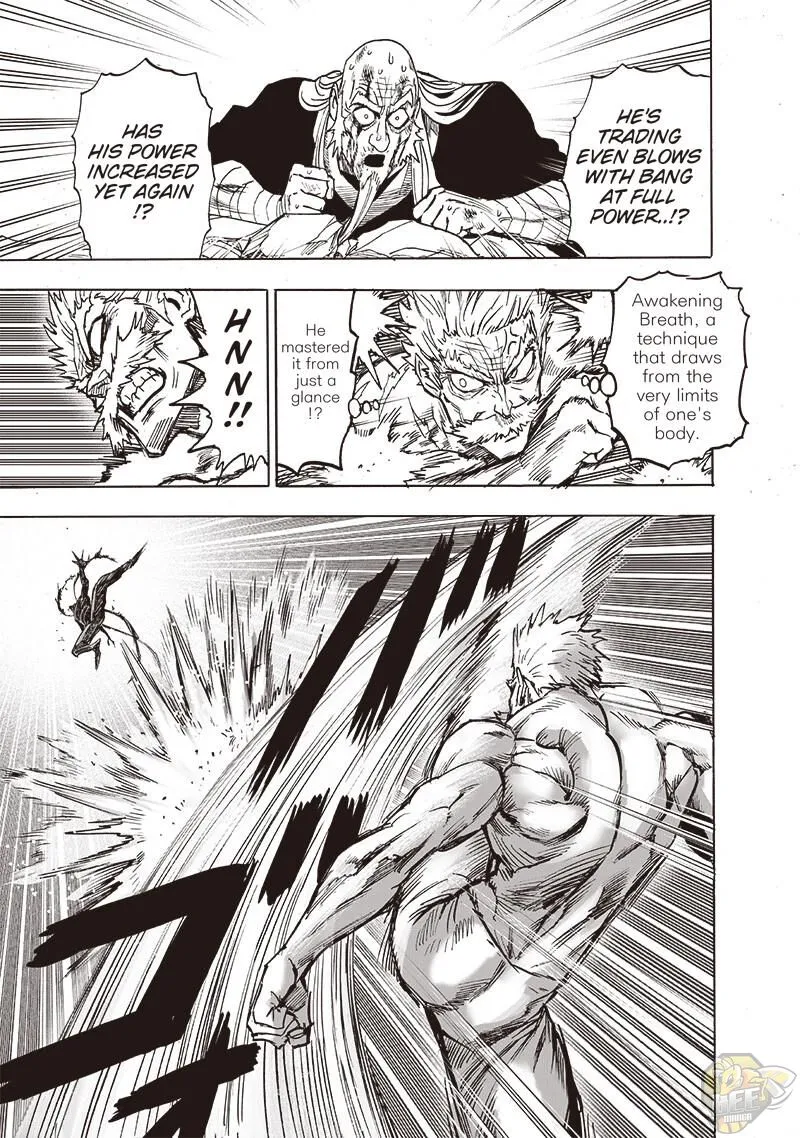 HE'S
TRADING
EVEN BLOWS
WITH BANG
AT FULL
POWER..!?
HAS
HIS POWER
INCREASED
YET AGAIN
!?
Awakening
Breath, a
technique
that draws
from the
very limits
of one's
body.
He
mastered
it from
just a
glance
!?
HNN!!
MANGA